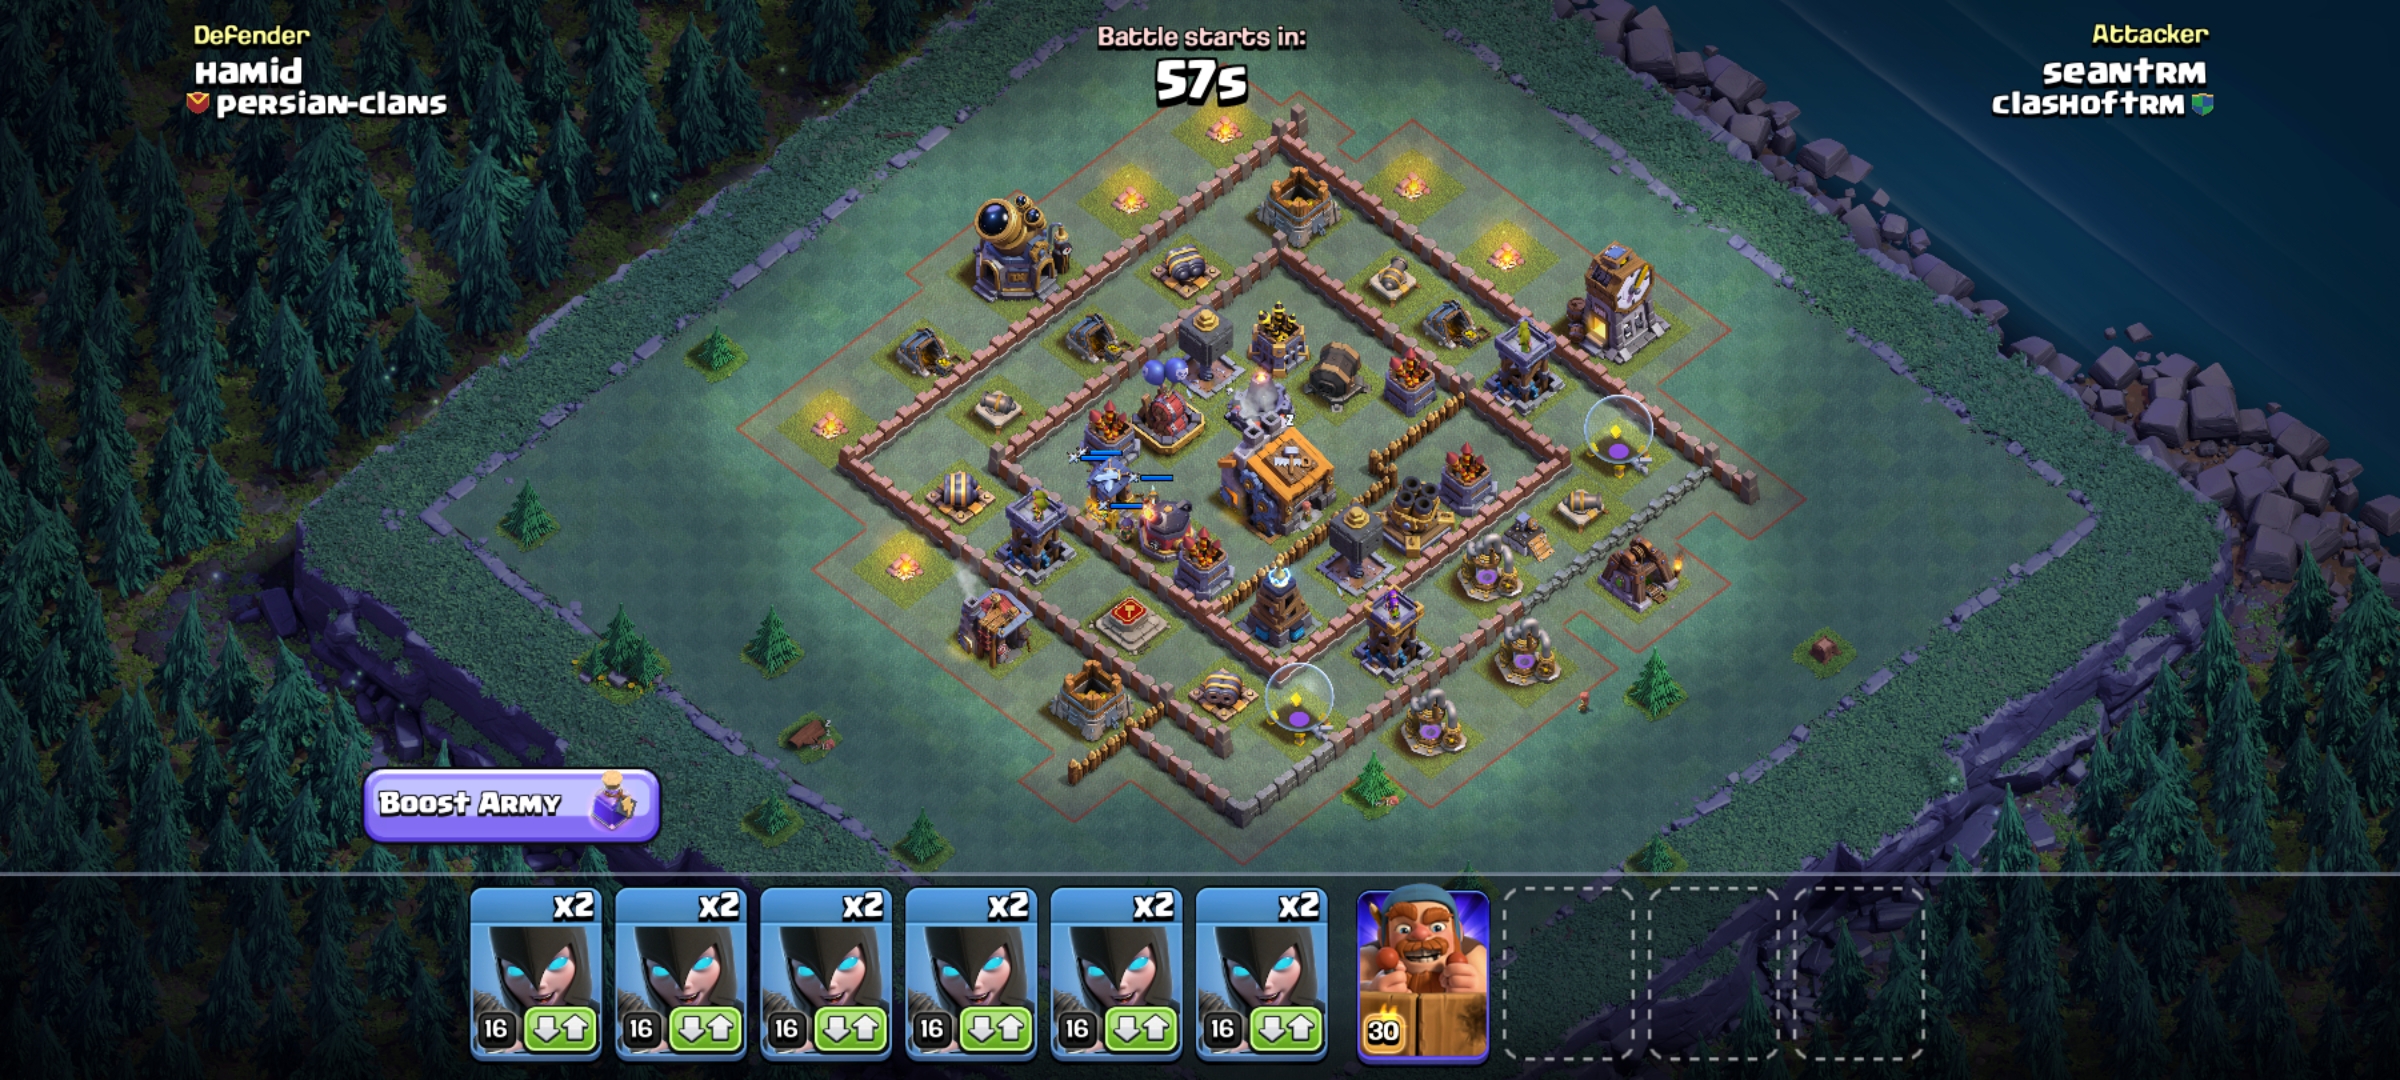 Defender
Hamid
persian-clans
Battle starts in:
57s
Attacker
seantRM
clashoftRM
Boost Army
x2
x2
x2
x2
x2
x2
16
16
16
16
16
16
30